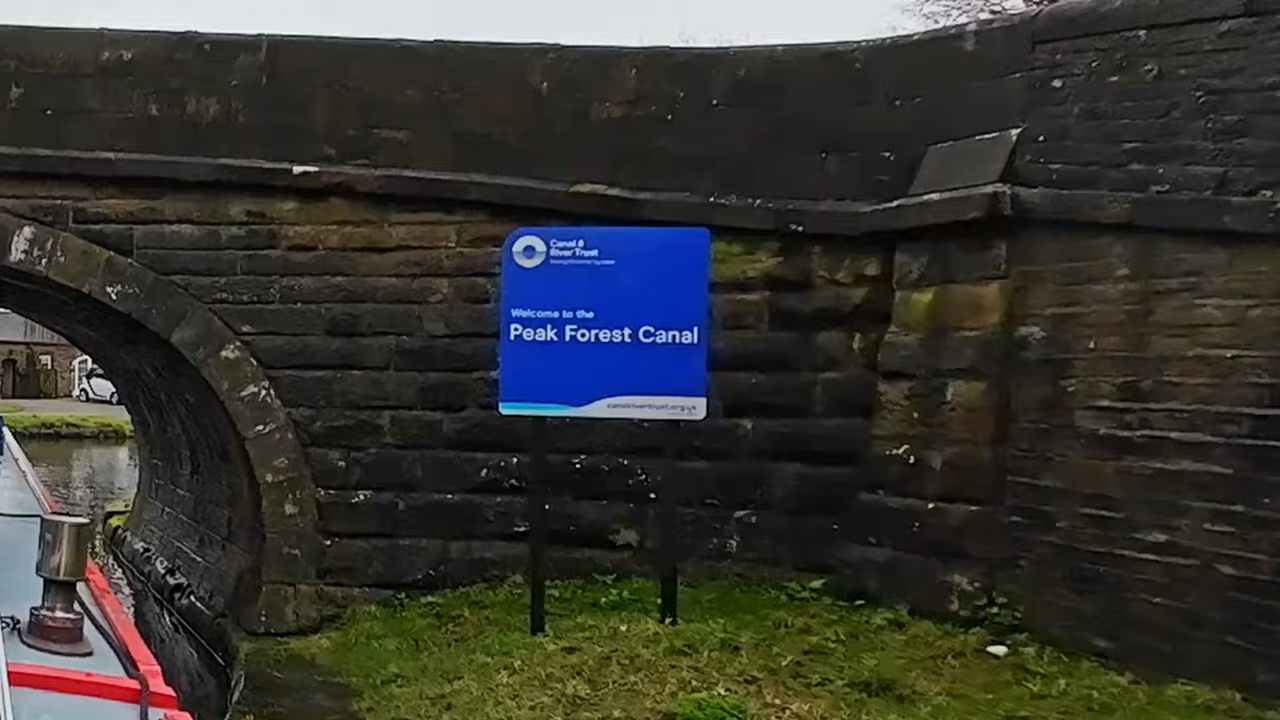 Canal &
River Trust
Welcome to the
Peak Forest Canal
canalrivertrust.org.uk